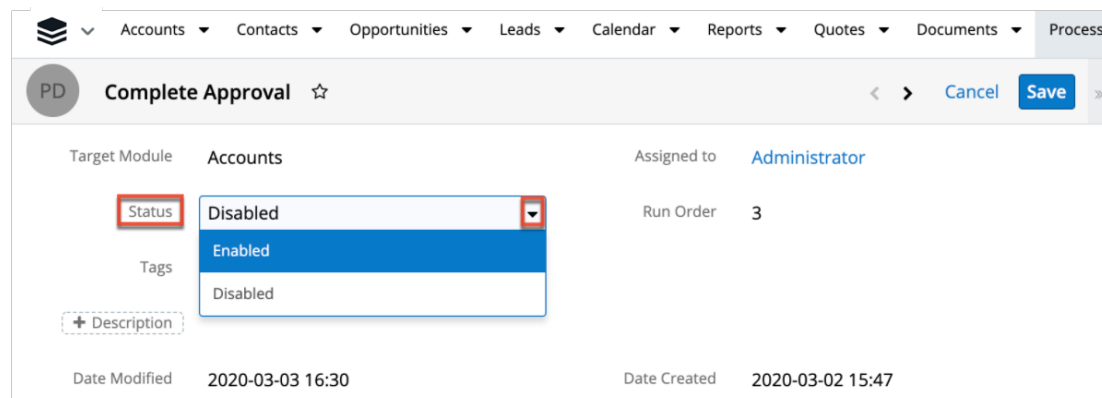 Accounts Contacts Opportunities Leads Calendar Reports Quotes Documents Process
PD Complete Approval Cancel Save
Target Module Accounts Assigned to Administrator
Status Disabled Run Order 3
Enabled
Tags
Disabled
+ Description
Date Modified 2020-03-03 16:30 Date Created 2020-03-02 15:47